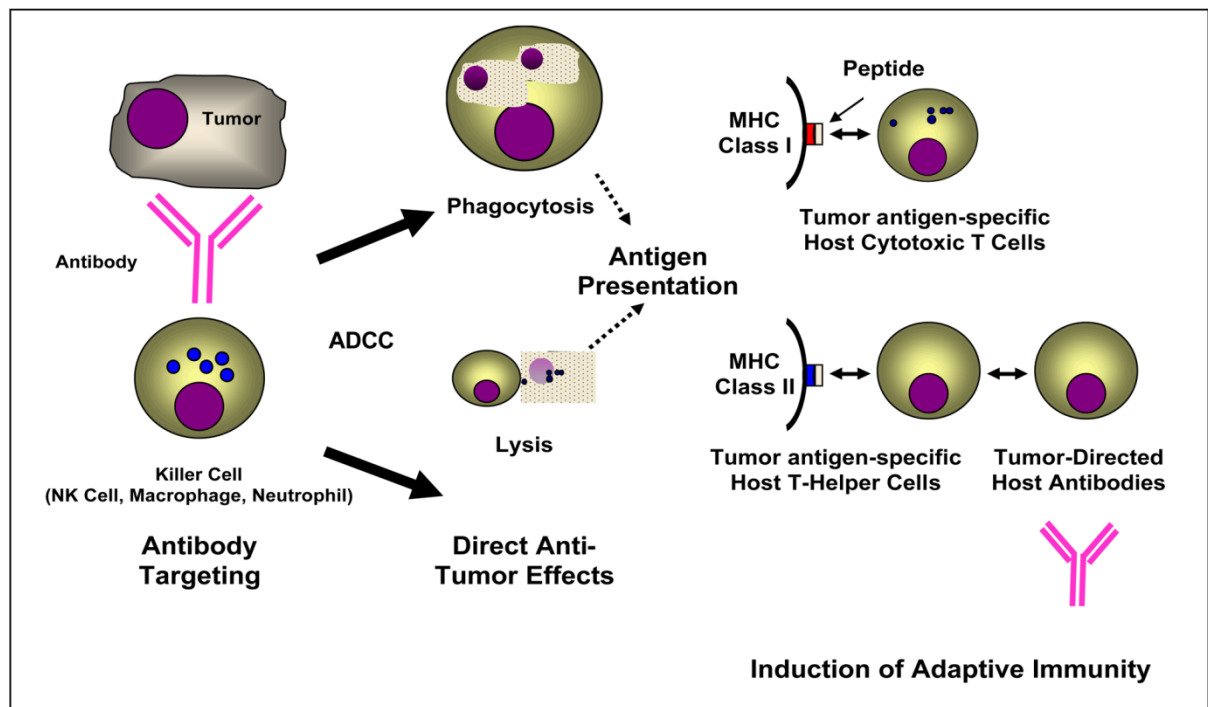 Tumor
Antibody
Killer Cell
(NK Cell, Macrophage, Neutrophil)
Antibody
Targeting
ADCC
Phagocytosis
Lysis
Direct Anti-
Tumor Effects
Antigen
Presentation
Peptide
MHC
Class I
Tumor antigen-specific
Host Cytotoxic T Cells
MHC
Class II
Tumor antigen-specific
Host T-Helper Cells
Tumor-Directed
Host Antibodies
Induction of Adaptive Immunity